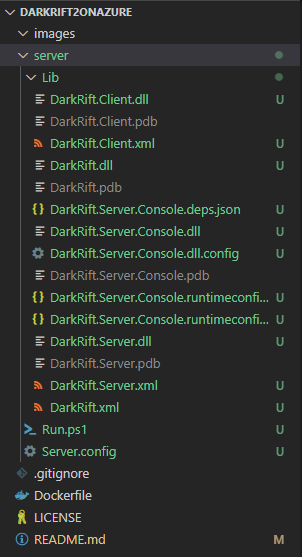 DARKRIFT2ONAZURE
images
server
Lib
DarkRift.Client.dll U
DarkRift.Client.pdb
DarkRift.Client.xml U
DarkRift.dll U
DarkRift.pdb
DarkRift.Server.Console.deps.json U
DarkRift.Server.Console.dll U
DarkRift.Server.Console.dll.config U
DarkRift.Server.Console.pdb
DarkRift.Server.Console.runtimeconfi... U
DarkRift.Server.Console.runtimeconfi... U
DarkRift.Server.dll U
DarkRift.Server.pdb
DarkRift.Server.xml U
DarkRift.xml U
Run.ps1 U
Server.config U
.gitignore
Dockerfile
LICENSE
README.md M